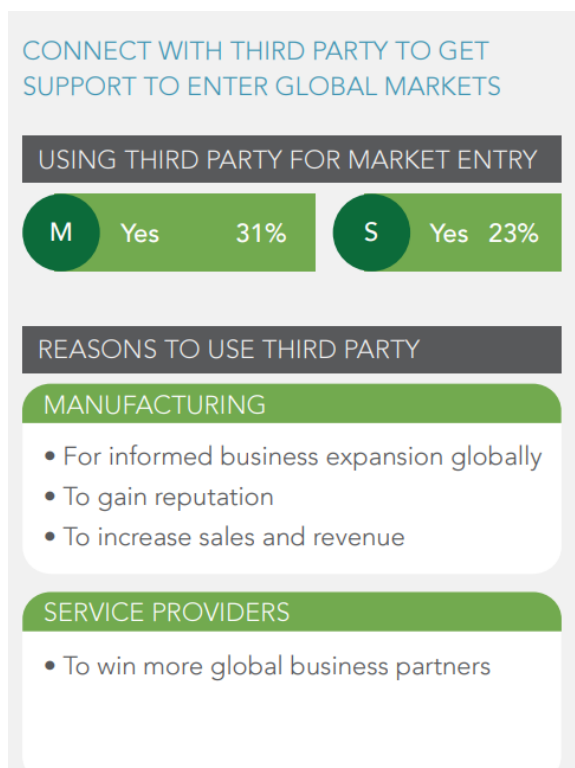 CONNECT WITH THIRD PARTY TO GET
SUPPORT TO ENTER GLOBAL MARKETS
USING THIRD PARTY FOR MARKET ENTRY
M Yes 31% S Yes 23%
REASONS TO USE THIRD PARTY
MANUFACTURING
• For informed business expansion globally
• To gain reputation
• To increase sales and revenue
SERVICE PROVIDERS
• To win more global business partners